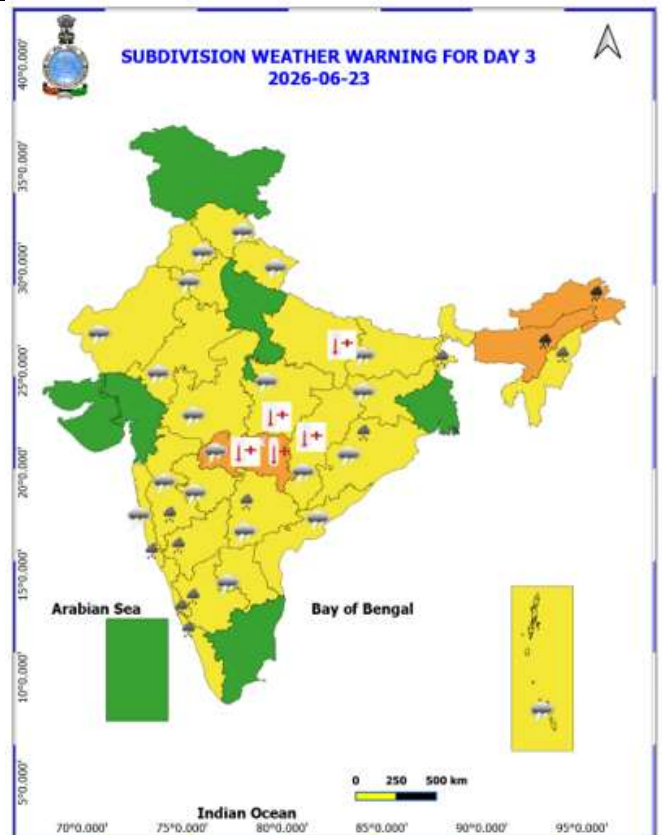 SUBDIVISION WEATHER WARNING FOR DAY 3
2026-06-23
40°0.000'
35°0.000'
30°0.000'
25°0.000'
20°0.000'
15°0.000'
10°0.000'
5°0.000'
Arabian Sea
Bay of Bengal
0 250 500 km
Indian Ocean
70°0.000' 75°0.000' 80°0.000' 85°0.000' 90°0.000' 95°0.000'